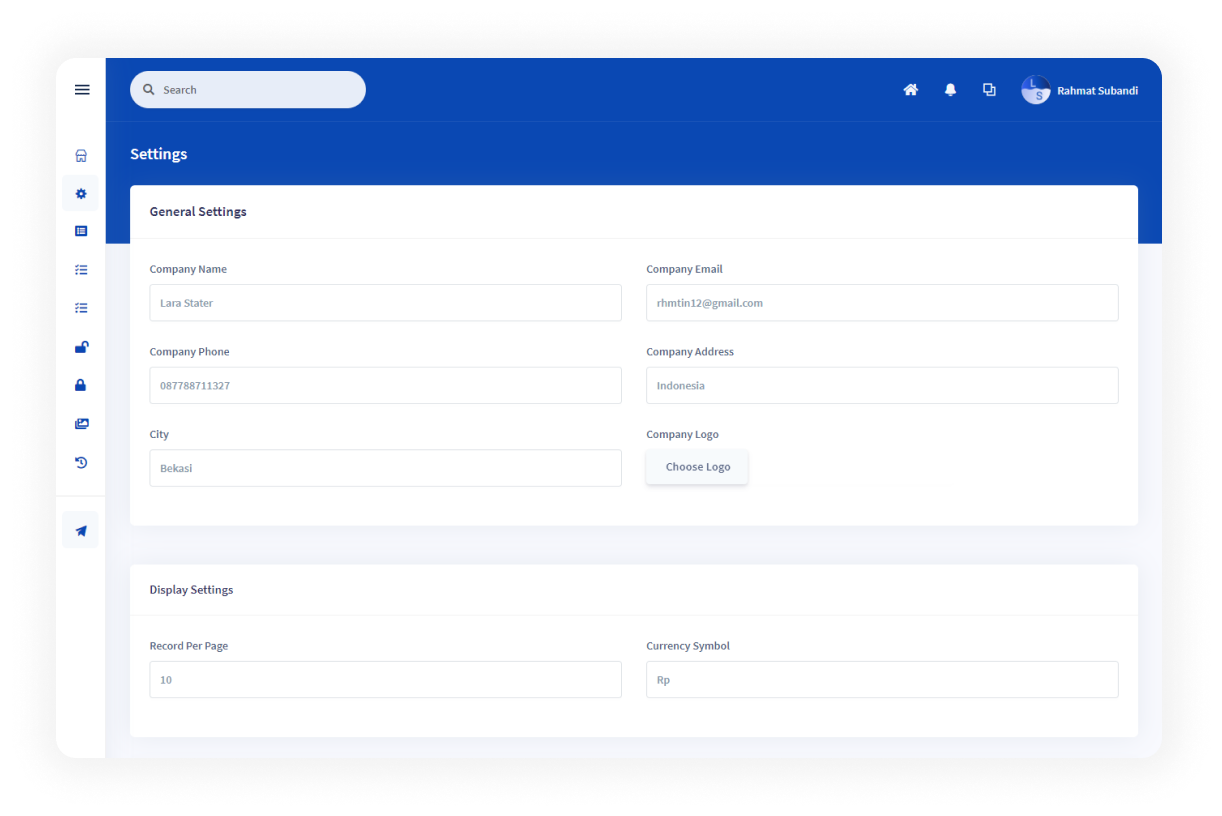 Search
L
S
Rahmat Subandi
Settings
General Settings
Company Name
Company Email
Lara Stater
rhmtin12@gmail.com
Company Phone
Company Address
087788711327
Indonesia
City
Company Logo
Bekasi
Choose Logo
Display Settings
Record Per Page
Currency Symbol
10
Rp